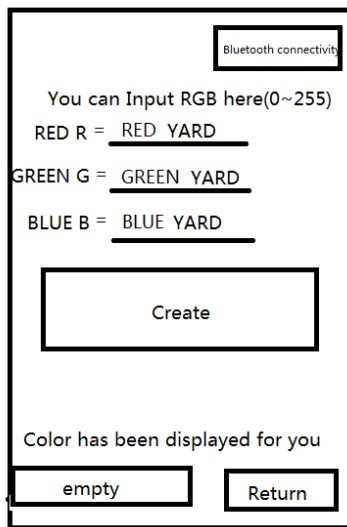 Bluetooth connectivity
You can Input RGB here(0~255)
RED R = RED YARD
GREEN G = GREEN YARD
BLUE B = BLUE YARD
Create
Color has been displayed for you
empty
Return